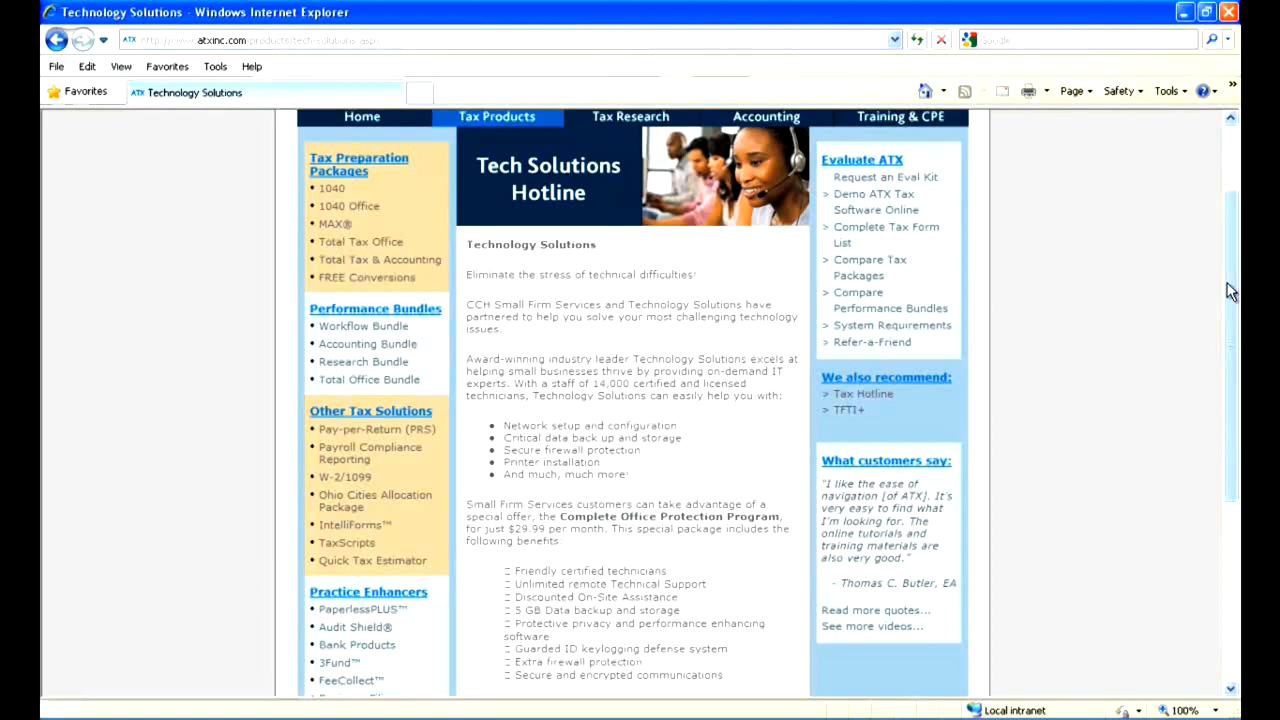 Technology Solutions - Windows Internet Explorer
ATX http://www.atxinc.com/products/tech-solutions.asp
Google
File Edit View Favorites Tools Help
Favorites
ATX Technology Solutions
Page Safety Tools
Home
Tax Products
Tax Research
Accounting
Training & CPE
Tax Preparation
Packages
• 1040
• 1040 Office
• MAX®
• Total Tax Office
• Total Tax & Accounting
• FREE Conversions
Performance Bundles
• Workflow Bundle
• Accounting Bundle
• Research Bundle
• Total Office Bundle
Other Tax Solutions
• Pay-per-Return (PRS)
• Payroll Compliance
Reporting
• W-2/1099
• Ohio Cities Allocation
Package
• IntelliForms™
• TaxScripts
• Quick Tax Estimator
Practice Enhancers
• PaperlessPLUS™
• Audit Shield®
• Bank Products
• 3Fund™
• FeeCollect™
Tech Solutions
Hotline
Technology Solutions
Eliminate the stress of technical difficulties!
CCH Small Firm Services and Technology Solutions have
partnered to help you solve your most challenging technology
issues.
Award-winning industry leader Technology Solutions excels at
helping small businesses thrive by providing on-demand IT
experts. With a staff of 14,000 certified and licensed
technicians, Technology Solutions can easily help you with:
• Network setup and configuration
• Critical data back up and storage
• Secure firewall protection
• Printer installation
• And much, much more!
Small Firm Services customers can take advantage of a
special offer, the Complete Office Protection Program,
for just $29.99 per month. This special package includes the
following benefits:
Friendly certified technicians
Unlimited remote Technical Support
Discounted On-Site Assistance
5 GB Data backup and storage
Protective privacy and performance enhancing
software
Guarded ID keylogging defense system
Extra firewall protection
Secure and encrypted communications
Evaluate ATX
Request an Eval Kit
> Demo ATX Tax
Software Online
> Complete Tax Form
List
> Compare Tax
Packages
> Compare
Performance Bundles
> System Requirements
> Refer-a-Friend
We also recommend:
> Tax Hotline
> TFTI+
What customers say:
"I like the ease of
navigation [of ATX]. It's
very easy to find what
I'm looking for. The
online tutorials and
training materials are
also very good."
- Thomas C. Butler, EA
Read more quotes...
See more videos...
Local intranet
100%